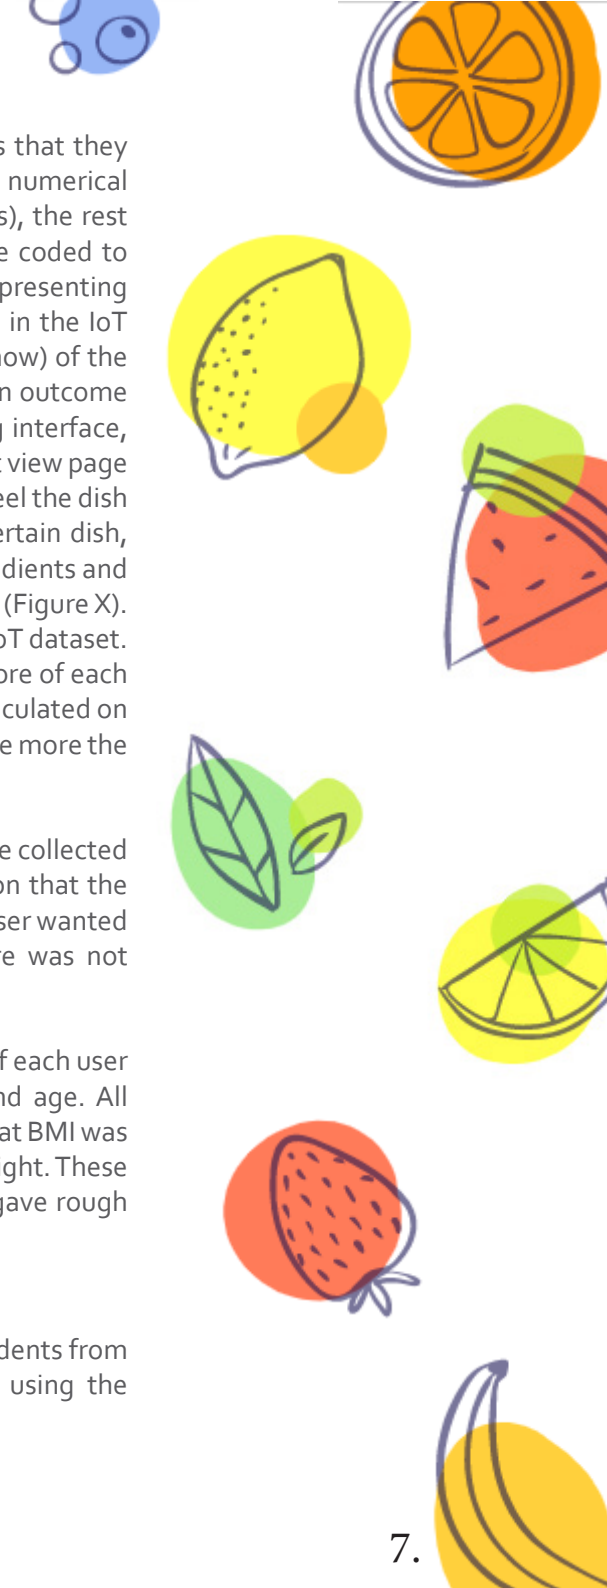 s that they
numerical
s), the rest
e coded to
presenting
in the IoT
now) of the
n outcome
g interface,
t view page
eel the dish
ertain dish,
dients and
(Figure X).
oT dataset.
ore of each
culated on
e more the
e collected
on that the
ser wanted
re was not
f each user
nd age. All
at BMI was
ight. These
gave rough
dents from
using the
7.